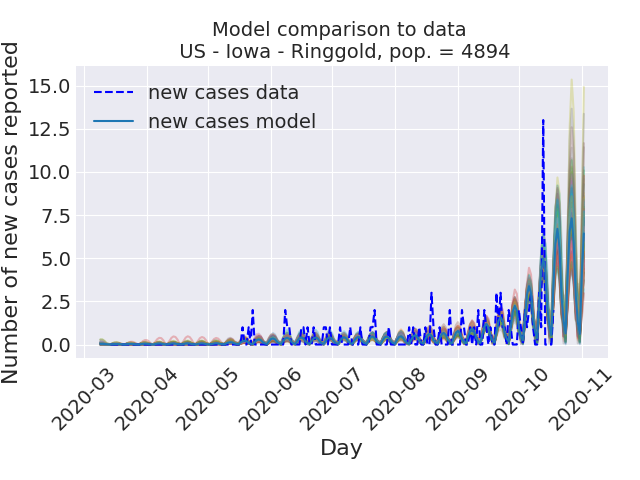 Model comparison to data
US - Iowa - Ringgold, pop. = 4894
Number of new cases reported
15.0
12.5
10.0
7.5
5.0
2.5
0.0
new cases data
new cases model
2020-03
2020-04
2020-05
2020-06
2020-07
2020-08
2020-09
2020-10
2020-11
Day